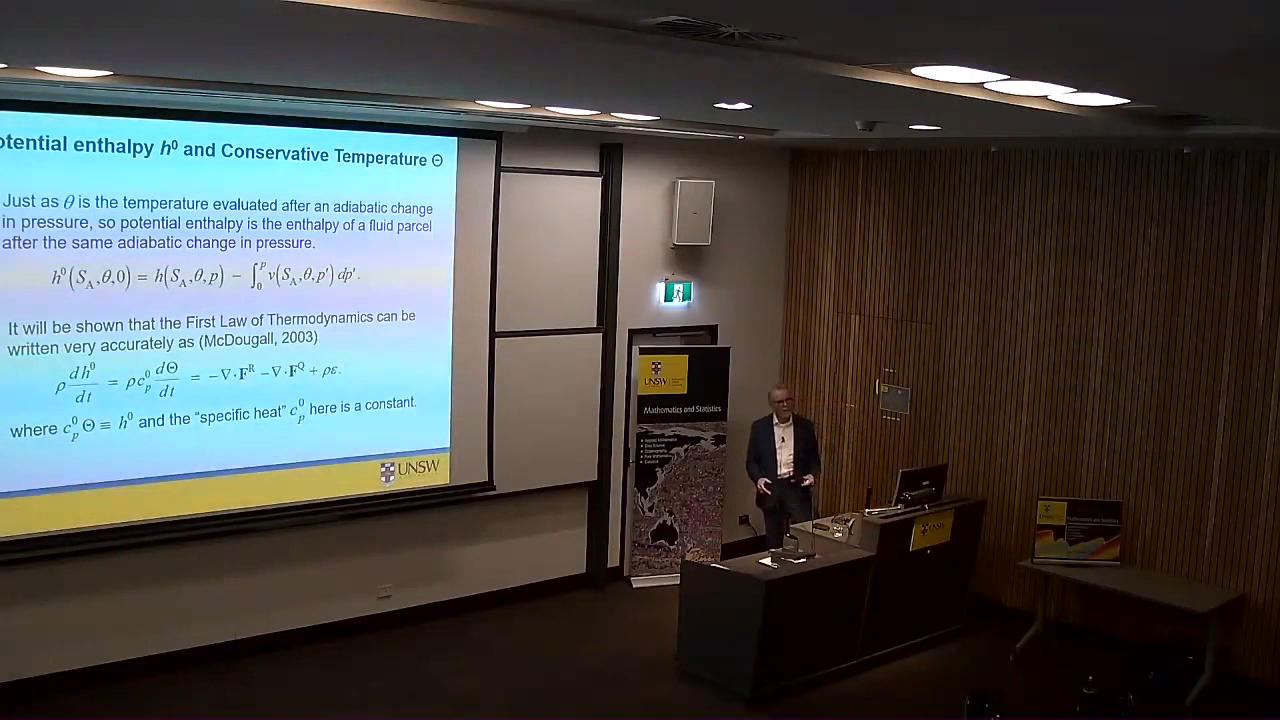 otential enthalpy h⁰ and Conservative Temperature Θ
Just as θ is the temperature evaluated after an adiabatic change
in pressure, so potential enthalpy is the enthalpy of a fluid parcel
after the same adiabatic change in pressure.
h⁰(S_A,θ,0) = h(S_A,θ,p) − ∫₀ᵖ v(S_A,θ,p′) dp′.
It will be shown that the First Law of Thermodynamics can be
written very accurately as (McDougall, 2003)
ρ dh⁰/dt = ρc_p⁰ dΘ/dt = −∇·F^R −∇·F^Q + ρε.
where c_p⁰ Θ ≡ h⁰ and the “specific heat” c_p⁰ here is a constant.
UNSW
UNSW
Mathematics and Statistics
UNSW
Mathematics and Statistics